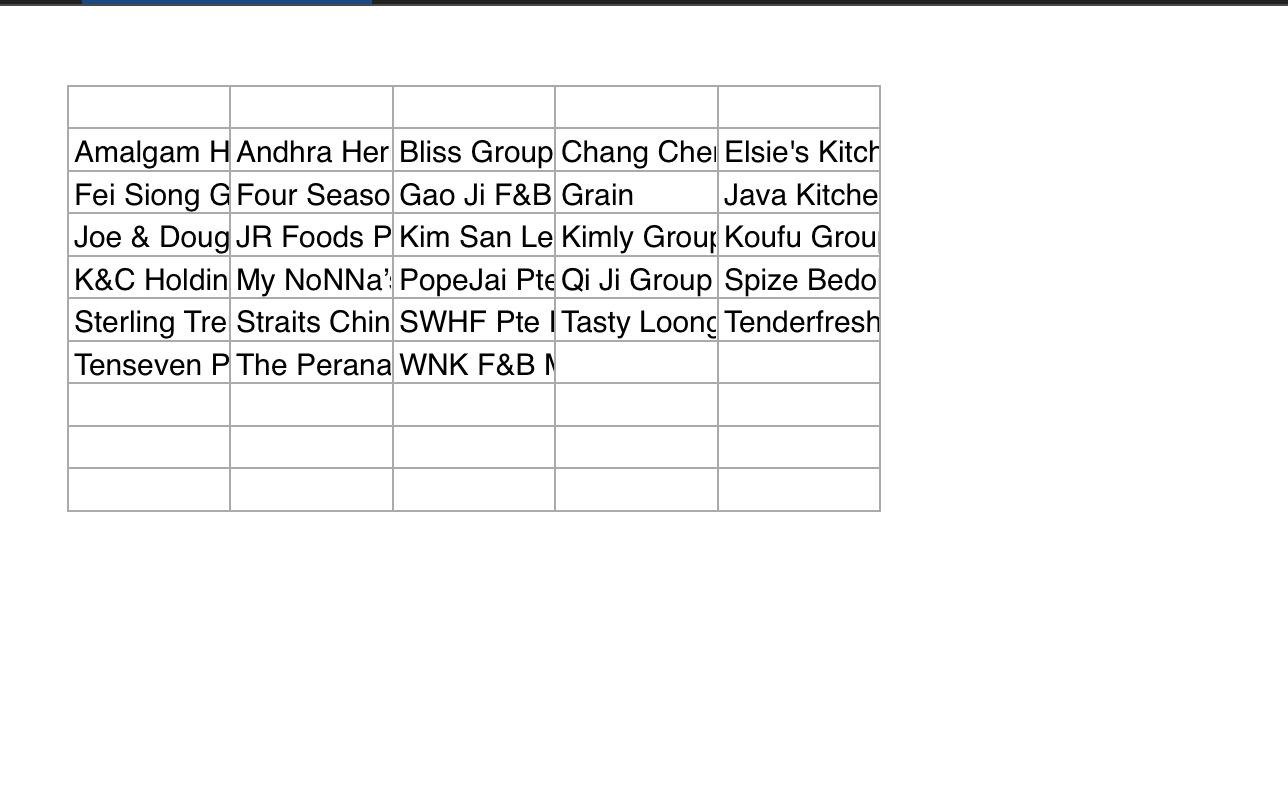 Amalgam H Andhra Her Bliss Group Chang Cher Elsie's Kitch
Fei Siong G Four Seaso Gao Ji F&B Grain Java Kitche
Joe & Doug JR Foods P Kim San Le Kimly Group Koufu Grou
K&C Holdin My NoNNa’s PopeJai Pte Qi Ji Group Spize Bedo
Sterling Tre Straits Chin SWHF Pte Tasty Loong Tenderfresh
Tenseven P The Perana WNK F&B